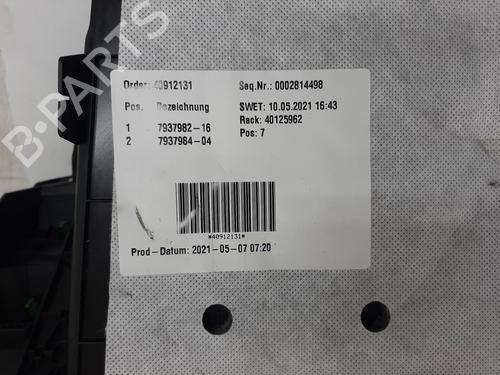 Order: 40912131 Seq.Nr.: 0002814498
Pos. Bezeichnung SWET: 10.05.2021 16:43
1 7937982-16 Rack: 40125962
2 7937984-04 Pos: 7
*40912131*
Prod-Datum: 2021-05-07 07:20